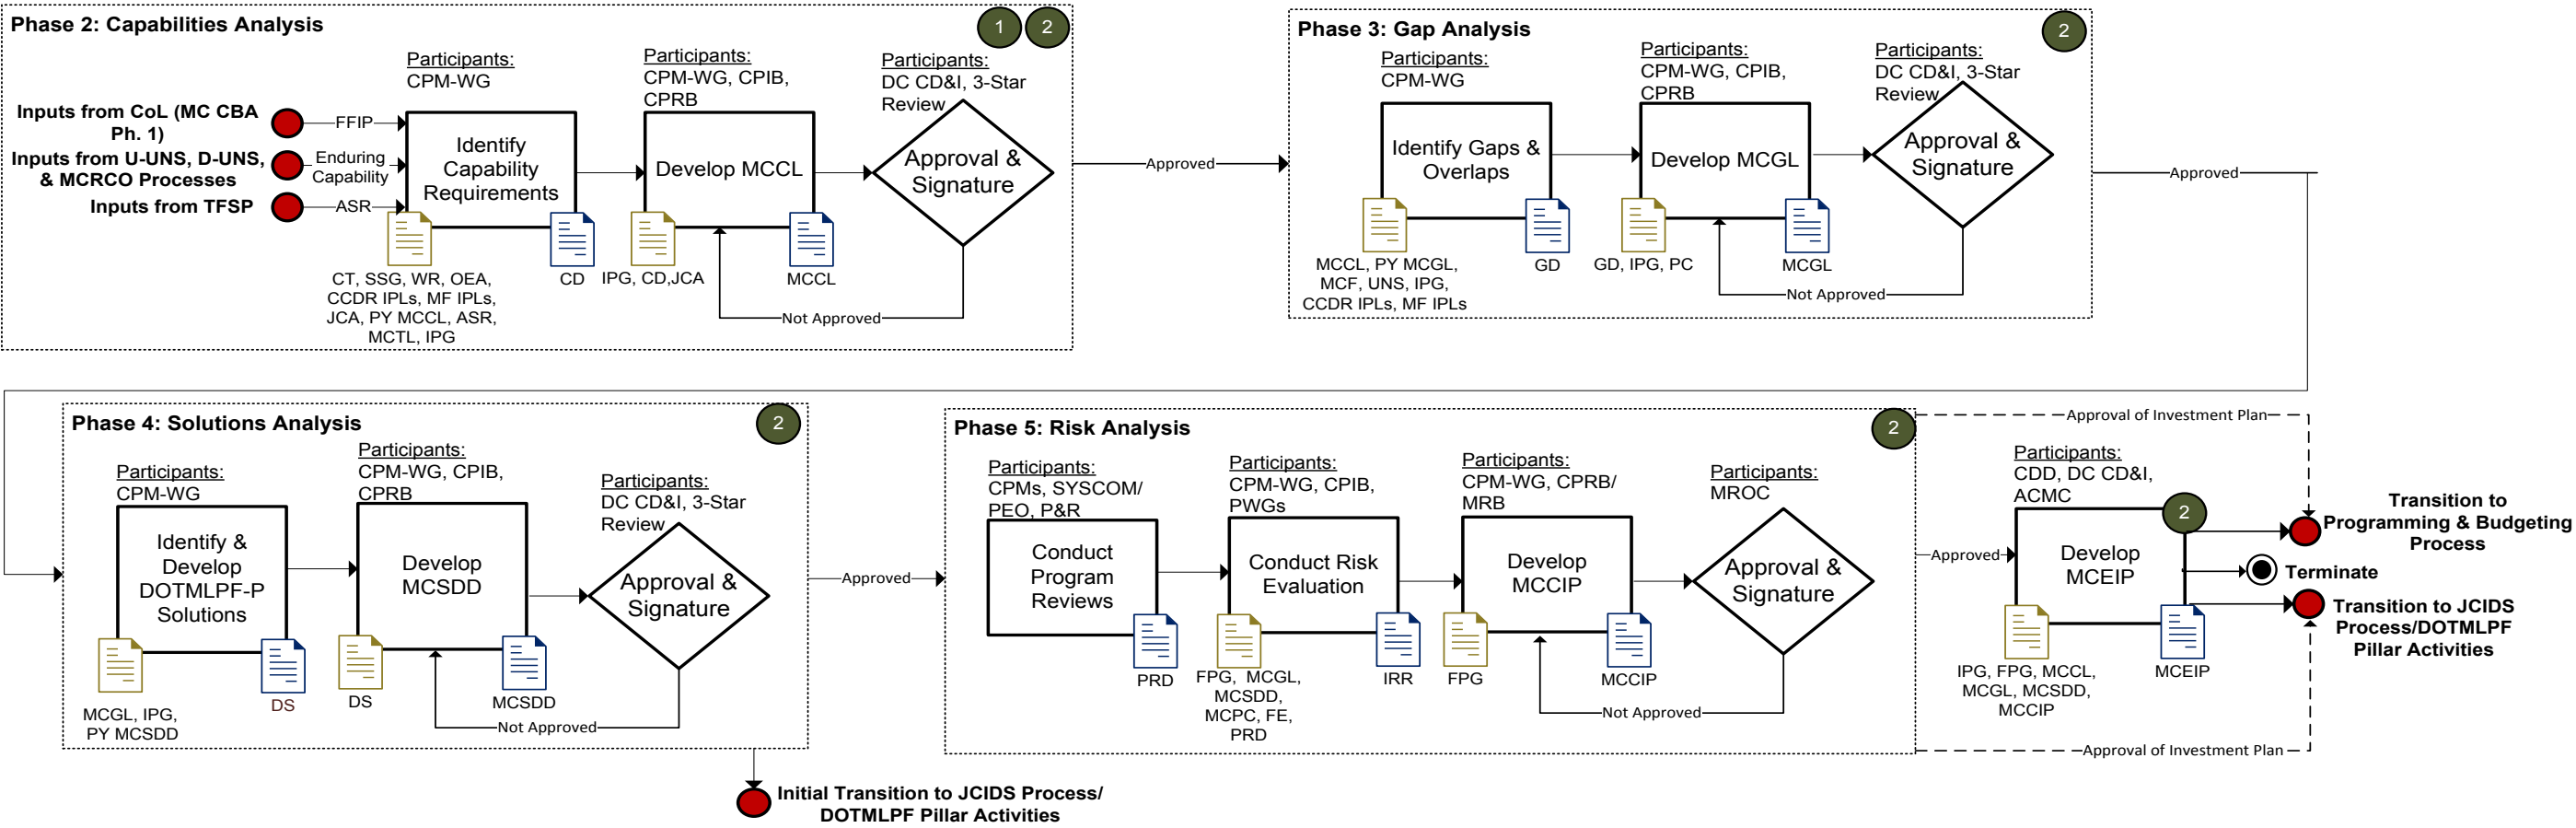 Phase 2: Capabilities Analysis
1
2
Participants:
CPM-WG
Participants:
CPM-WG, CPIB,
CPRB
Participants:
DC CD&I, 3-Star
Review
Inputs from CoL (MC CBA
Ph. 1)
FFIP
Inputs from U-UNS, D-UNS,
& MCRCO Processes
Enduring
Capability
Inputs from TFSP
ASR
Identify
Capability
Requirements
Develop MCCL
Approval &
Signature
CT, SSG, WR, OEA,
CCDR IPLs, MF IPLs,
JCA, PY MCCL, ASR,
MCTL, IPG
CD
IPG, CD,JCA
MCCL
Not Approved
Approved
Phase 3: Gap Analysis
2
Participants:
CPM-WG
Participants:
CPM-WG, CPIB,
CPRB
Participants:
DC CD&I, 3-Star
Review
Identify Gaps &
Overlaps
Develop MCGL
Approval &
Signature
MCCL, PY MCGL,
MCF, UNS, IPG,
CCDR IPLs, MF IPLs
GD
GD, IPG, PC
MCGL
Not Approved
Approved
Phase 4: Solutions Analysis
2
Participants:
CPM-WG
Participants:
CPM-WG, CPIB,
CPRB
Participants:
DC CD&I, 3-Star
Review
Identify &
Develop
DOTMLPF-P
Solutions
Develop
MCSDD
Approval &
Signature
MCGL, IPG,
PY MCSDD
DS
DS
MCSDD
Not Approved
Approved
Initial Transition to JCIDS Process/
DOTMLPF Pillar Activities
Phase 5: Risk Analysis
2
Participants:
CPMs, SYSCOM/
PEO, P&R
Participants:
CPM-WG, CPIB,
PWGs
Participants:
CPM-WG, CPRB/
MRB
Participants:
MROC
Conduct
Program
Reviews
Conduct Risk
Evaluation
Develop
MCCIP
Approval &
Signature
PRD
FPG, MCGL,
MCSDD,
MCPC, FE,
PRD
IRR
FPG
MCCIP
Not Approved
Approval of Investment Plan
Approved
Participants:
CDD, DC CD&I,
ACMC
2
Develop
MCEIP
IPG, FPG, MCCL,
MCGL, MCSDD,
MCCIP
MCEIP
Transition to
Programming & Budgeting
Process
Terminate
Transition to JCIDS
Process/DOTMLPF
Pillar Activities
Approval of Investment Plan